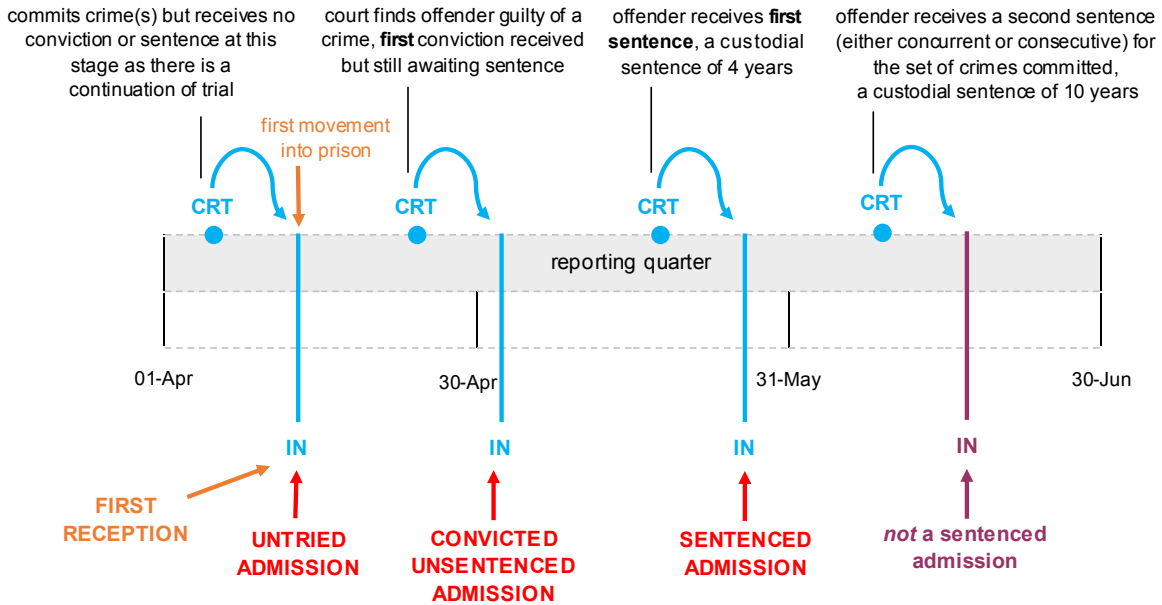 commits crime(s) but receives no
conviction or sentence at this
stage as there is a
continuation of trial
court finds offender guilty of a
crime, first conviction received
but still awaiting sentence
offender receives first
sentence, a custodial
sentence of 4 years
offender receives a second sentence
(either concurrent or consecutive) for
the set of crimes committed,
a custodial sentence of 10 years
first movement
into prison
CRT
CRT
CRT
CRT
reporting quarter
01-Apr
30-Apr
31-May
30-Jun
IN
IN
IN
IN
FIRST
RECEPTION
UNTRIED
ADMISSION
CONVICTED
UNSENTENCED
ADMISSION
SENTENCED
ADMISSION
not a sentenced
admission